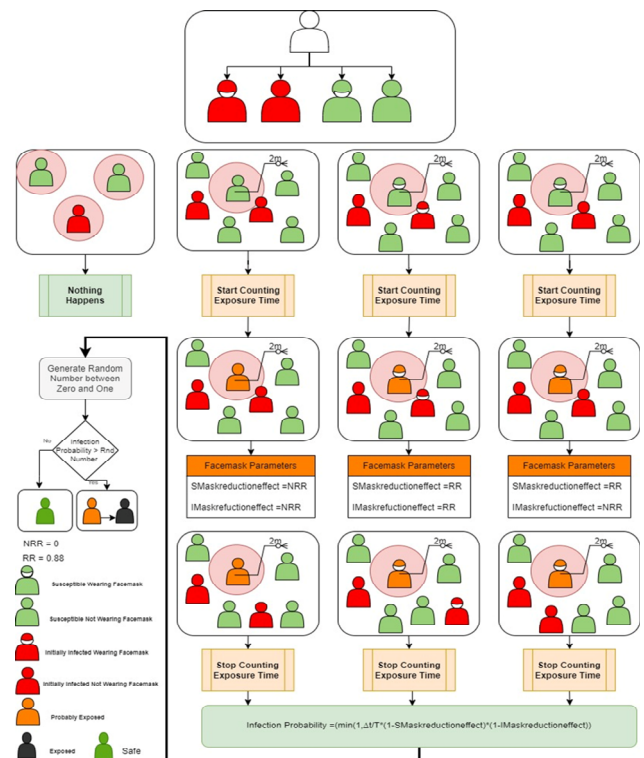 2m
2m
2m
Nothing
Happens
Start Counting
Exposure Time
Start Counting
Exposure Time
Start Counting
Exposure Time
Generate Random
Number between
Zero and One
Infection
Probability > Rnd
Number
No
Yes
NRR = 0
RR = 0.88
Susceptible Wearing Facemask
Susceptible Not Wearing Facemask
Initially Infected Wearing Facemask
Initially Infected Not Wearing Facemask
Probably Exposed
Exposed
Safe
2m
2m
2m
Facemask Parameters
SMaskreductioneffect =NRR
IMaskrefuctioneffect =NRR
Facemask Parameters
SMaskreductioneffect =RR
IMaskrefuctioneffect =RR
Facemask Parameters
SMaskreductioneffect =RR
IMaskrefuctioneffect =NRR
2m
2m
2m
Stop Counting
Exposure Time
Stop Counting
Exposure Time
Stop Counting
Exposure Time
Infection Probability =(min(1,Δt/T*(1-SMaskreductioneffect)*(1-IMaskreductioneffect))